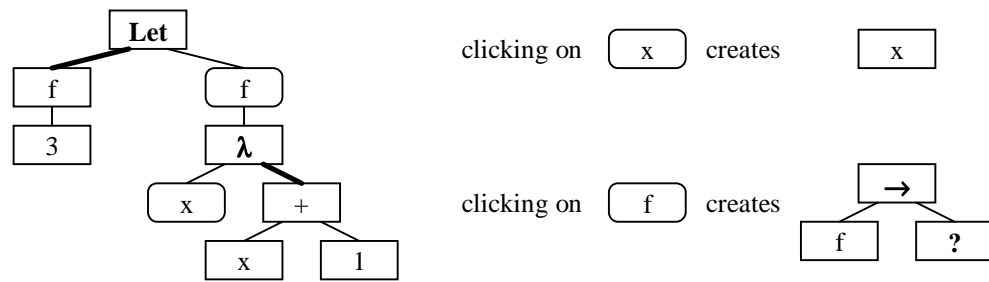 Let
clicking on x creates x
f f
3 λ
→
x +
clicking on f creates
f ?
x 1